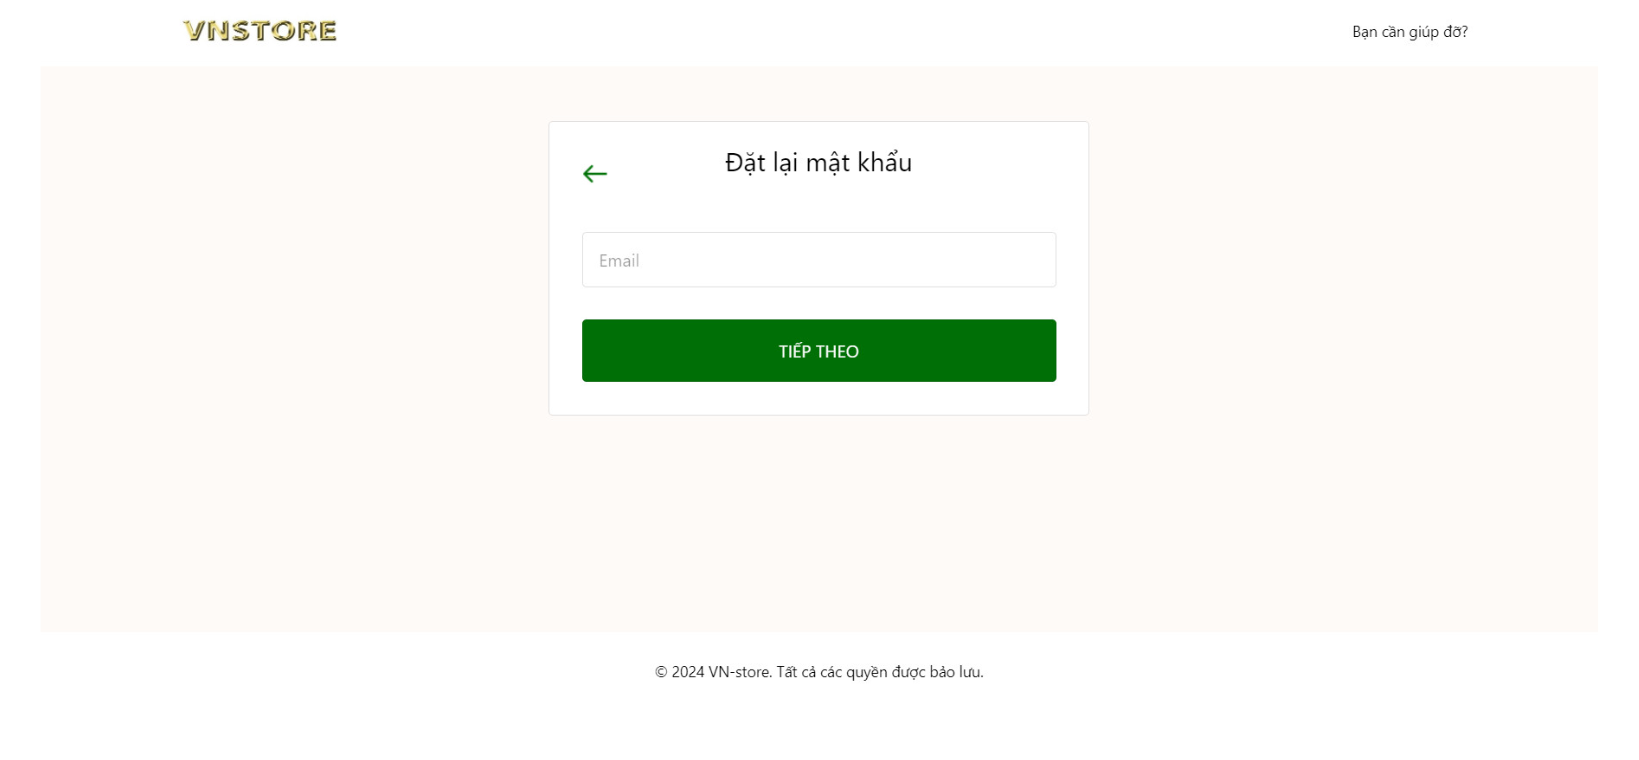 VNSTORE
Bạn cần giúp đỡ?
Đặt lại mật khẩu
Email
TIẾP THEO
© 2024 VN-store. Tất cả các quyền được bảo lưu.